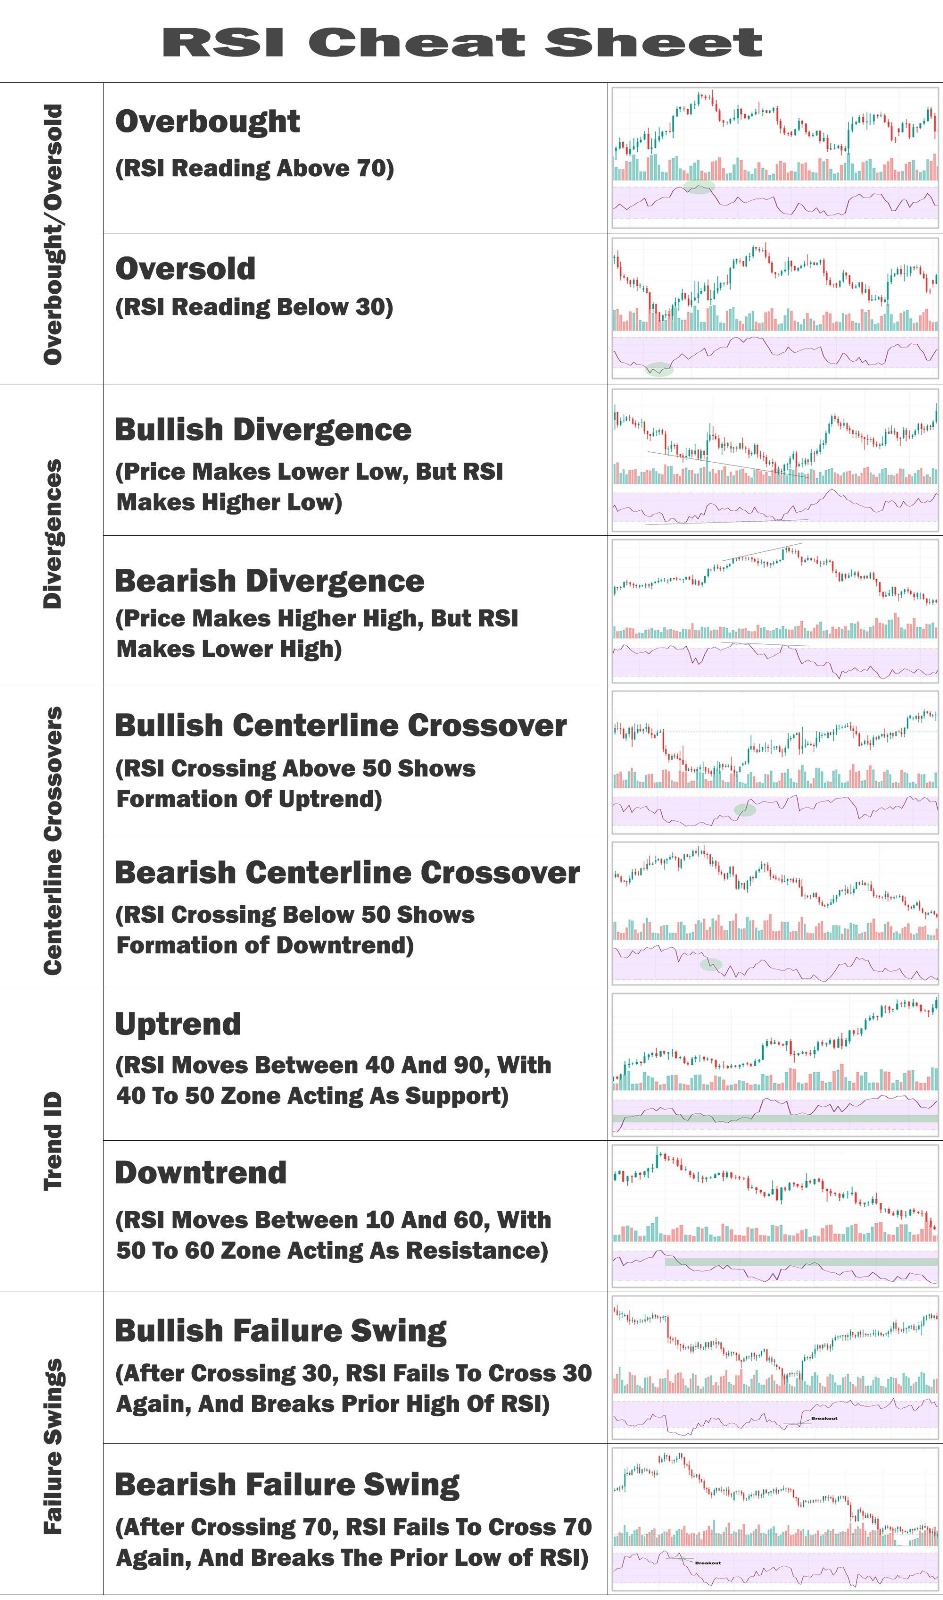 RSI Cheat Sheet
Overbought/Oversold
Overbought
(RSI Reading Above 70)
Oversold
(RSI Reading Below 30)
Divergences
Bullish Divergence
(Price Makes Lower Low, But RSI
Makes Higher Low)
Bearish Divergence
(Price Makes Higher High, But RSI
Makes Lower High)
Centerline Crossovers
Bullish Centerline Crossover
(RSI Crossing Above 50 Shows
Formation Of Uptrend)
Bearish Centerline Crossover
(RSI Crossing Below 50 Shows
Formation of Downtrend)
Trend ID
Uptrend
(RSI Moves Between 40 And 90, With
40 To 50 Zone Acting As Support)
Downtrend
(RSI Moves Between 10 And 60, With
50 To 60 Zone Acting As Resistance)
Failure Swings
Bullish Failure Swing
(After Crossing 30, RSI Fails To Cross 30
Again, And Breaks Prior High Of RSI)
Breakout
Bearish Failure Swing
(After Crossing 70, RSI Fails To Cross 70
Again, And Breaks The Prior Low of RSI)
Breakout